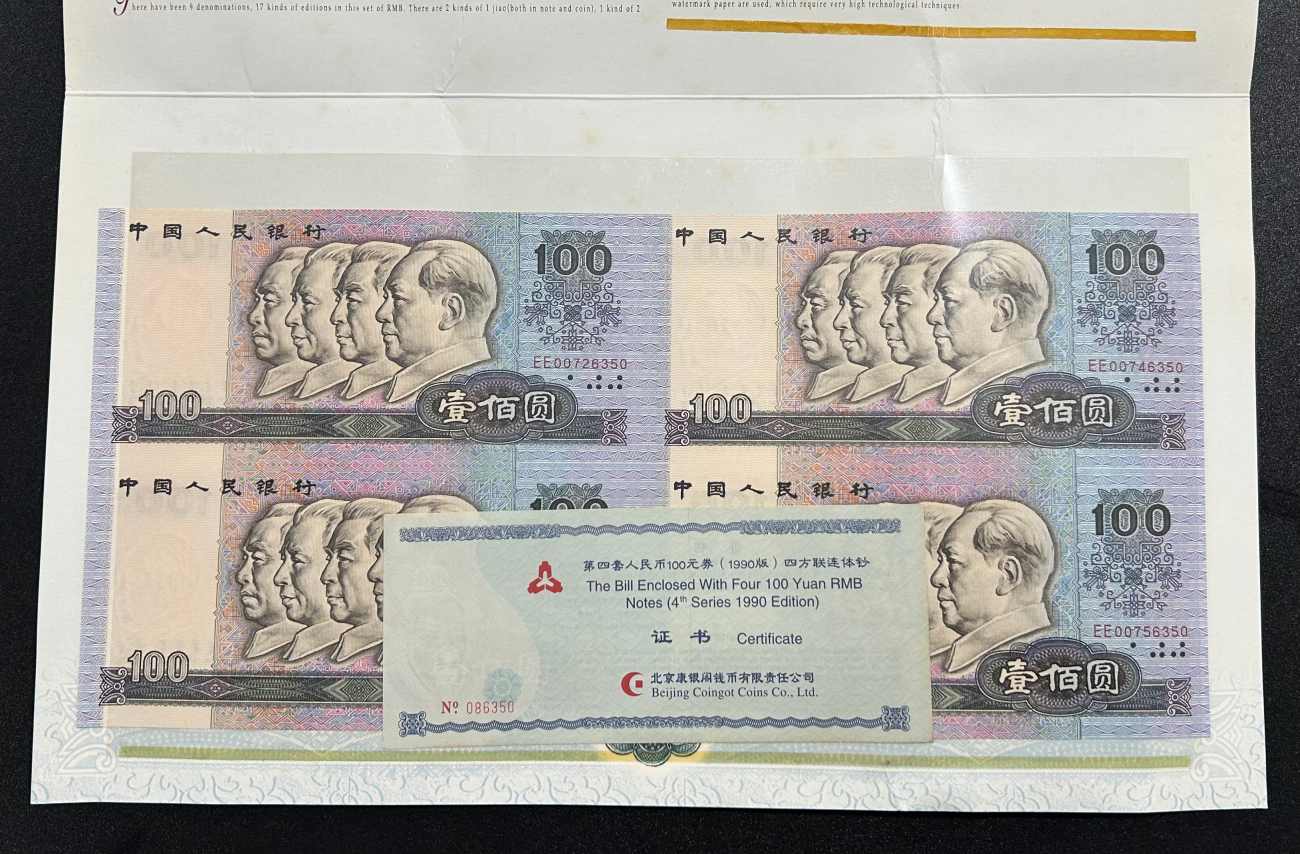 here have been 9 denominations, 17 kinds of editions in this set of RMB. There are 2 kinds of 1 jiao(both in note and coin), 1 kind of 2
watermark paper are used, which require very high technological techniques.
中国人民银行
100
EE00726350
100
壹佰圆
中国人民银行
100
EE00746350
100
壹佰圆
中国人民银行
100
100
中国人民银行
100
EE00756350
壹佰圆
第四套人民币100元券（1990版）四方联连体钞
The Bill Enclosed With Four 100 Yuan RMB
Notes (4th Series 1990 Edition)
证书 Certificate
北京康银阁钱币有限责任公司
Beijing Coingot Coins Co., Ltd.
Nº 086350